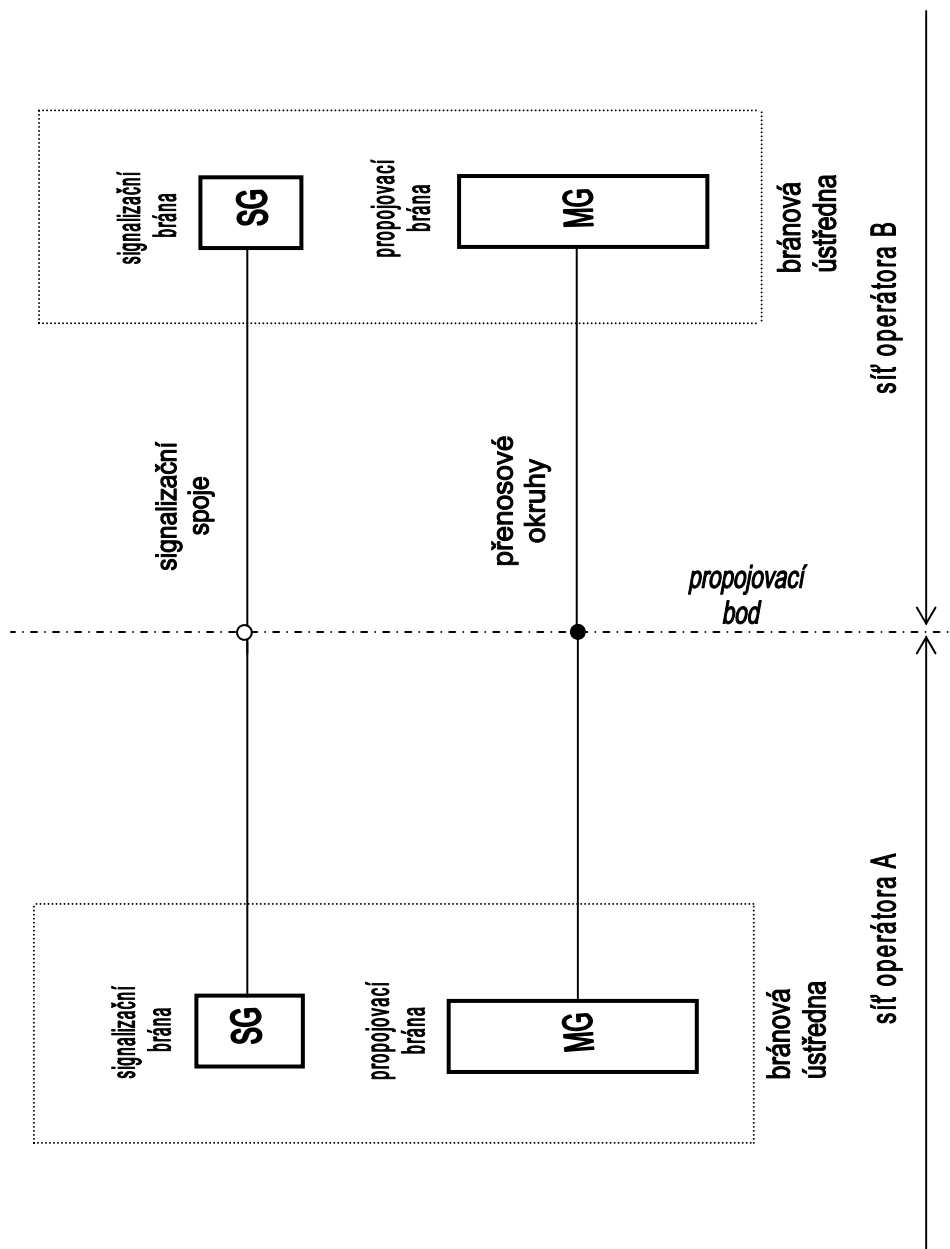 signalizační
brána
SG
signalizační
spoje
signalizační
brána
SG
propojovací
brána
MG
přenosové
okruhy
propojovací
brána
MG
propojovací
bod
bránová
ústředna
bránová
ústředna
síť operátora A
síť operátora B